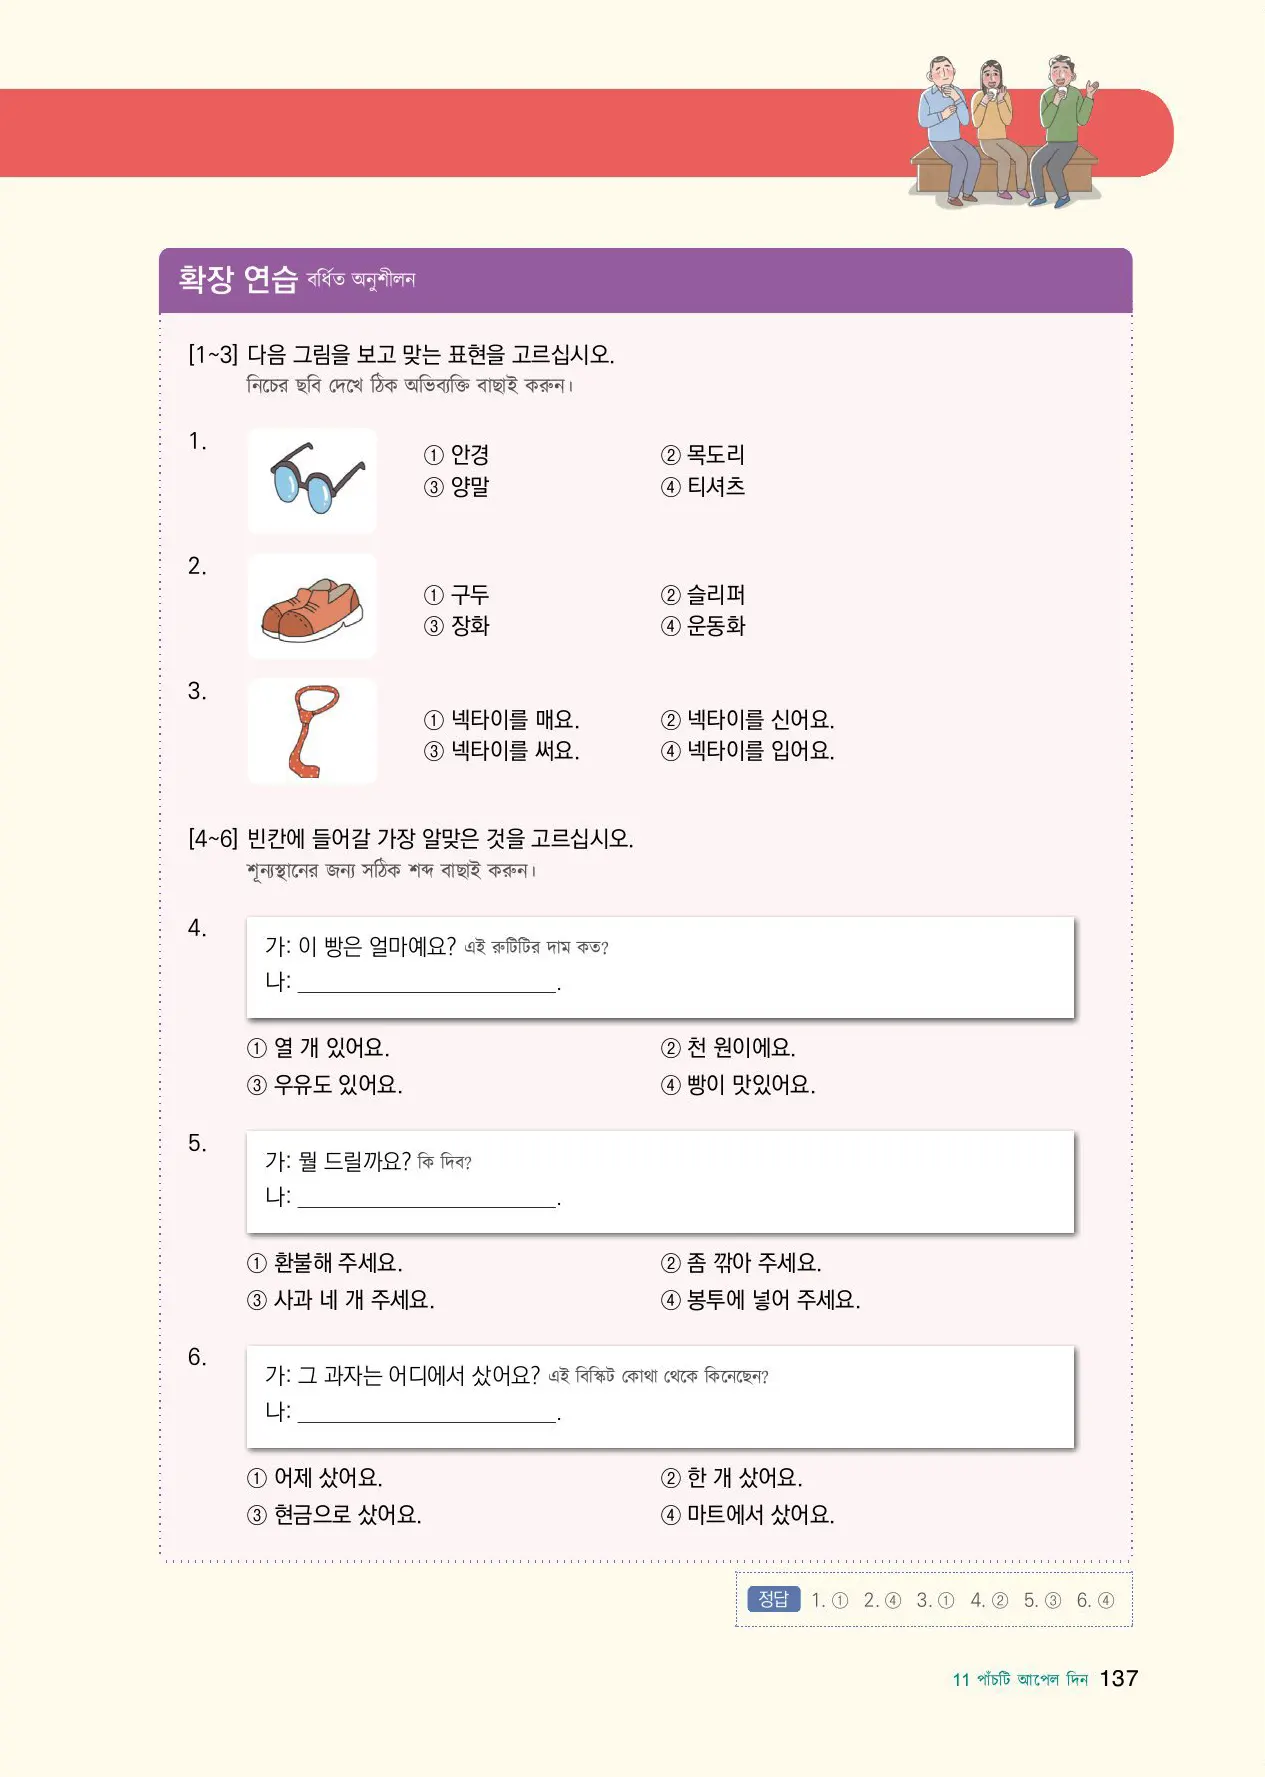 확장 연습 বর্ধিত অনুশীলন
[1~3] 다음 그림을 보고 맞는 표현을 고르십시오.
নিচের ছবি দেখে ঠিক অভিব্যক্তি বাছাই করুন।
1.
① 안경 ② 목도리
③ 양말 ④ 티셔츠
2.
① 구두 ② 슬리퍼
③ 장화 ④ 운동화
3.
① 넥타이를 매요. ② 넥타이를 신어요.
③ 넥타이를 써요. ④ 넥타이를 입어요.
[4~6] 빈칸에 들어갈 가장 알맞은 것을 고르십시오.
শূন্যস্থানের জন্য সঠিক শব্দ বাছাই করুন।
4.
가: 이 빵은 얼마예요? এই রুটিটির দাম কত?
나: ______________________.
① 열 개 있어요. ② 천 원이에요.
③ 우유도 있어요. ④ 빵이 맛있어요.
5.
가: 뭘 드릴까요? কি দিব?
나: ______________________.
① 환불해 주세요. ② 좀 깎아 주세요.
③ 사과 네 개 주세요. ④ 봉투에 넣어 주세요.
6.
가: 그 과자는 어디에서 샀어요? এই বিস্কিট কোথা থেকে কিনেছেন?
나: ______________________.
① 어제 샀어요. ② 한 개 샀어요.
③ 현금으로 샀어요. ④ 마트에서 샀어요.
정답 1. ① 2. ④ 3. ① 4. ② 5. ③ 6. ④
11 পাঁচটি আপেল দিন 137